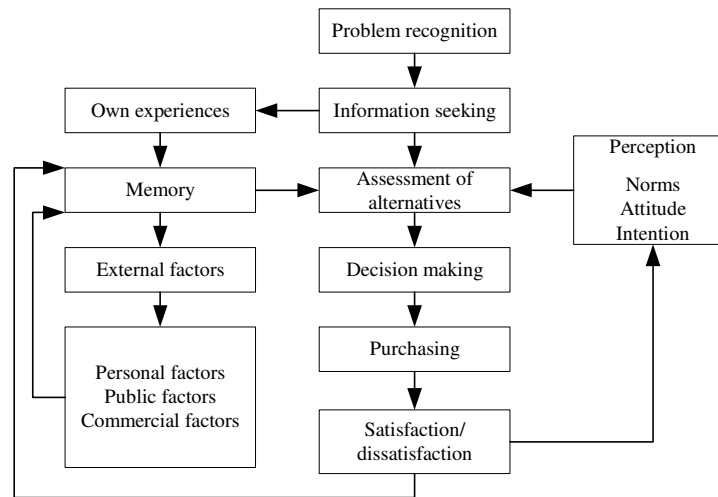 Problem recognition
Own experiences
Information seeking
Memory
Assessment of
alternatives
Perception
Norms
Attitude
Intention
External factors
Decision making
Personal factors
Public factors
Commercial factors
Purchasing
Satisfaction/
dissatisfaction